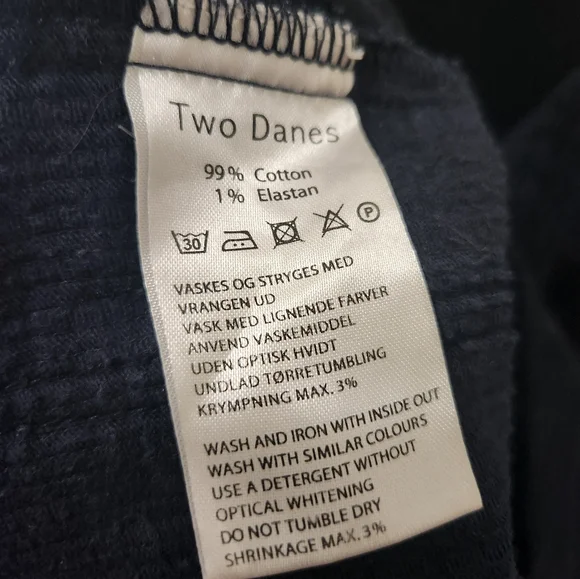 Two Danes
99% Cotton
1% Elastan
30 P
VASKES OG STRYGES MED
VRANGEN UD
VASK MED LIGNENDE FARVER
ANVEND VASKEMIDDEL
UDEN OPTISK HVIDT
UNDLAD TØRRETUMBLING
KRYMPNING MAX. 3%
WASH AND IRON WITH INSIDE OUT
WASH WITH SIMILAR COLOURS
USE A DETERGENT WITHOUT
OPTICAL WHITENING
DO NOT TUMBLE DRY
SHRINKAGE MAX. 3%